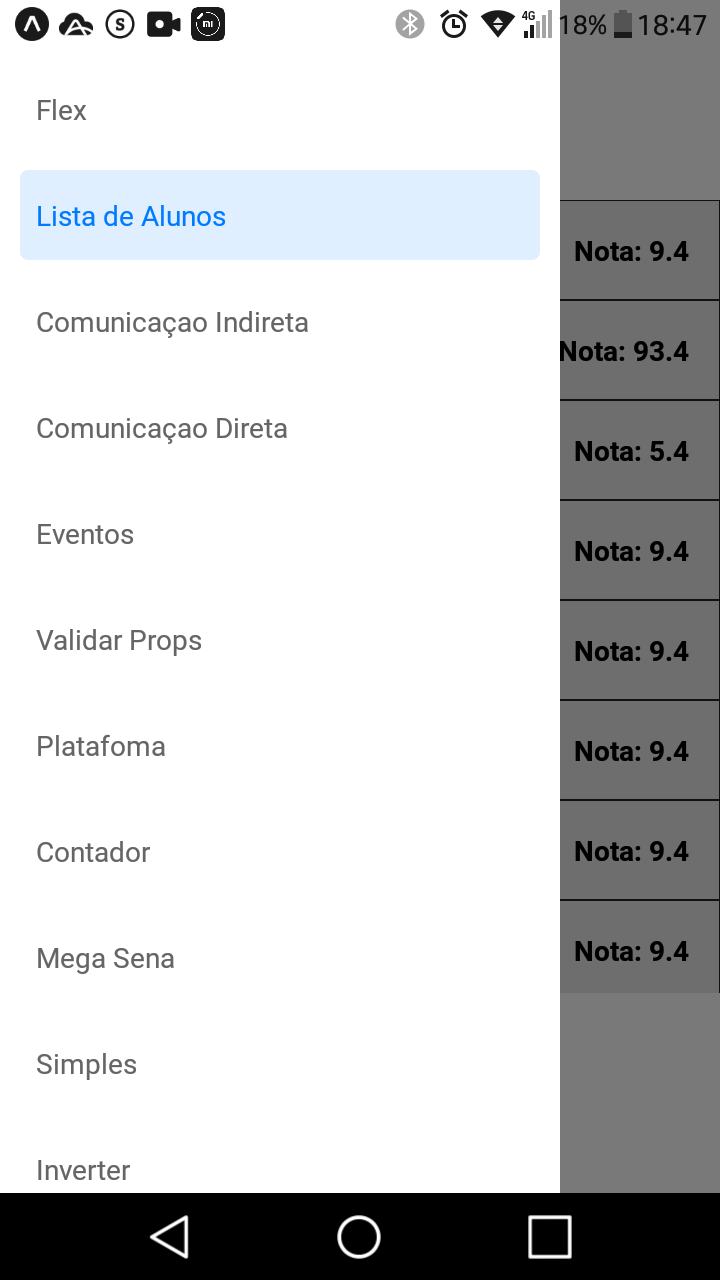 4G 18% 18:47
Flex
Lista de Alunos
Comunicaçao Indireta
Comunicaçao Direta
Eventos
Validar Props
Platafoma
Contador
Mega Sena
Simples
Inverter
Nota: 9.4
Nota: 93.4
Nota: 5.4
Nota: 9.4
Nota: 9.4
Nota: 9.4
Nota: 9.4
Nota: 9.4